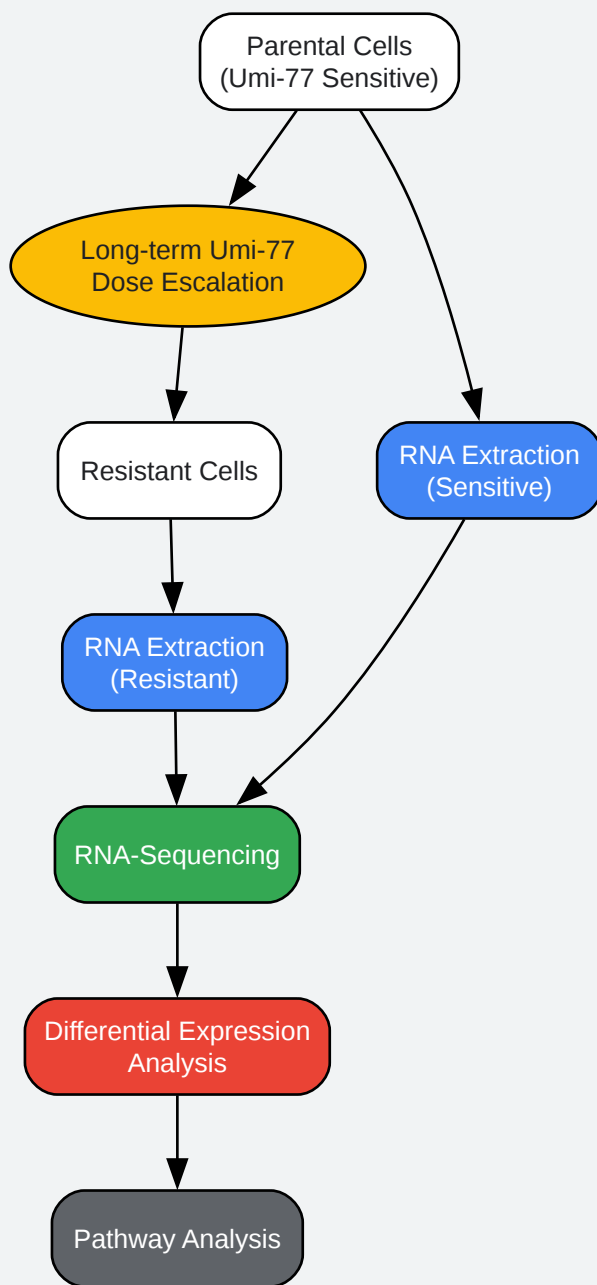 Parental Cells
(Umi-77 Sensitive)
Long-term Umi-77
Dose Escalation
Resistant Cells
RNA Extraction
(Sensitive)
RNA Extraction
(Resistant)
RNA-Sequencing
Differential Expression
Analysis
Pathway Analysis